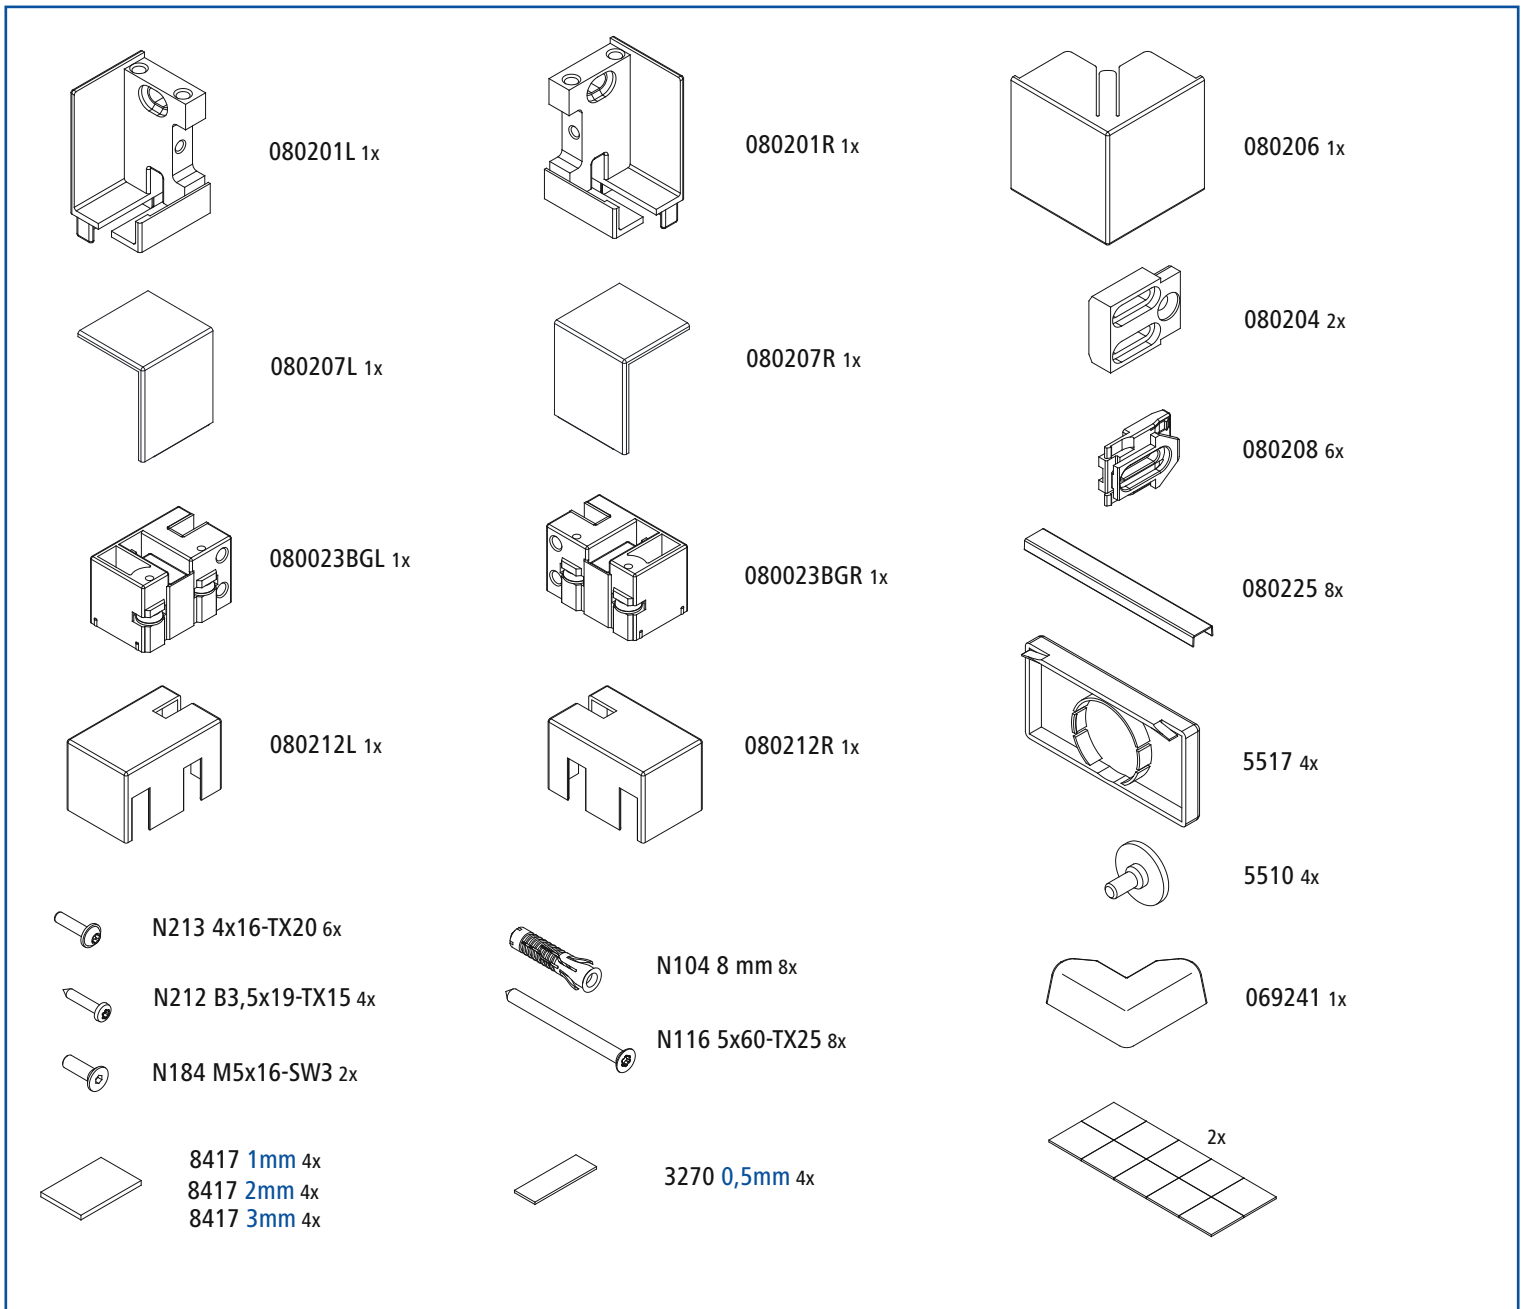 080201L 1x
080201R 1x
080206 1x
080207L 1x
080207R 1x
080204 2x
080208 6x
080023BGL 1x
080023BGR 1x
080225 8x
080212L 1x
080212R 1x
5517 4x
5510 4x
N213 4x16-TX20 6x
N104 8 mm 8x
N212 B3,5x19-TX15 4x
069241 1x
N116 5x60-TX25 8x
N184 M5x16-SW3 2x
8417 1mm 4x
8417 2mm 4x
8417 3mm 4x
3270 0,5mm 4x
2x